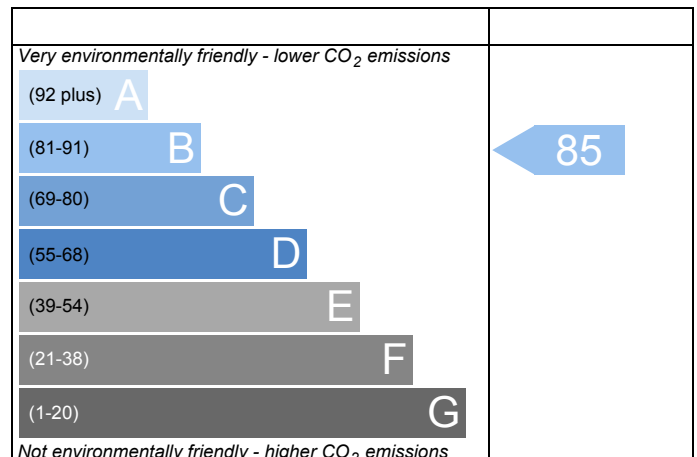 Very environmentally friendly - lower CO2 emissions
(92 plus) A
(81-91) B 85
(69-80) C
(55-68) D
(39-54) E
(21-38) F
(1-20) G
Not environmentally friendly - higher CO2 emissions